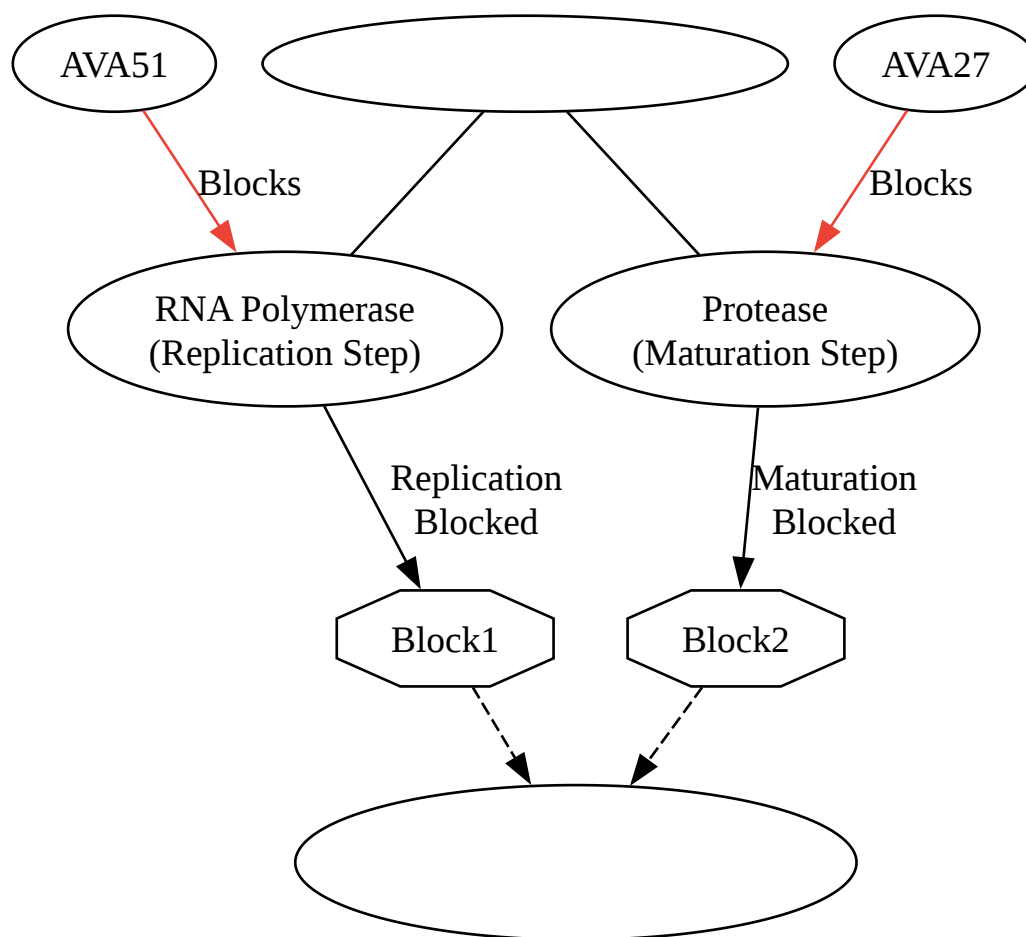 AVA51
AVA27
Blocks
Blocks
RNA Polymerase
(Replication Step)
Protease
(Maturation Step)
Replication
Blocked
Maturation
Blocked
Block1
Block2